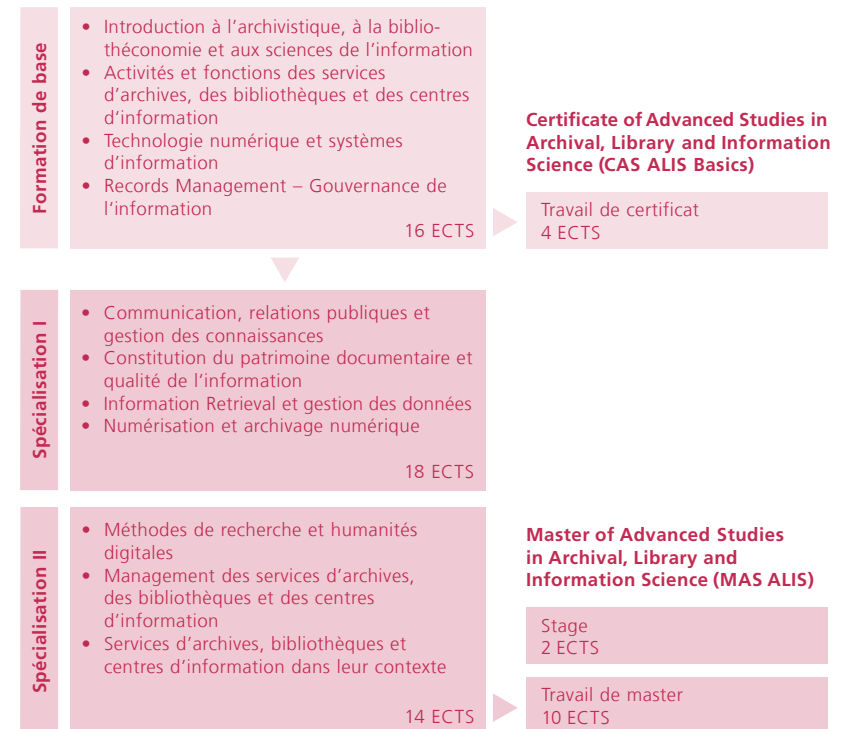 Formation de base
• Introduction à l'archivistique, à la biblio-
théconomie et aux sciences de l'information
• Activités et fonctions des services
d'archives, des bibliothèques et des centres
d'information
• Technologie numérique et systèmes
d'information
• Records Management – Gouvernance de
l'information
16 ECTS
Certificate of Advanced Studies in
Archival, Library and Information
Science (CAS ALIS Basics)
Travail de certificat
4 ECTS
Spécialisation I
• Communication, relations publiques et
gestion des connaissances
• Constitution du patrimoine documentaire et
qualité de l'information
• Information Retrieval et gestion des données
• Numérisation et archivage numérique
18 ECTS
Spécialisation II
• Méthodes de recherche et humanités
digitales
• Management des services d'archives,
des bibliothèques et des centres
d'information
• Services d'archives, bibliothèques et
centres d'information dans leur contexte
14 ECTS
Master of Advanced Studies
in Archival, Library and
Information Science (MAS ALIS)
Stage
2 ECTS
Travail de master
10 ECTS